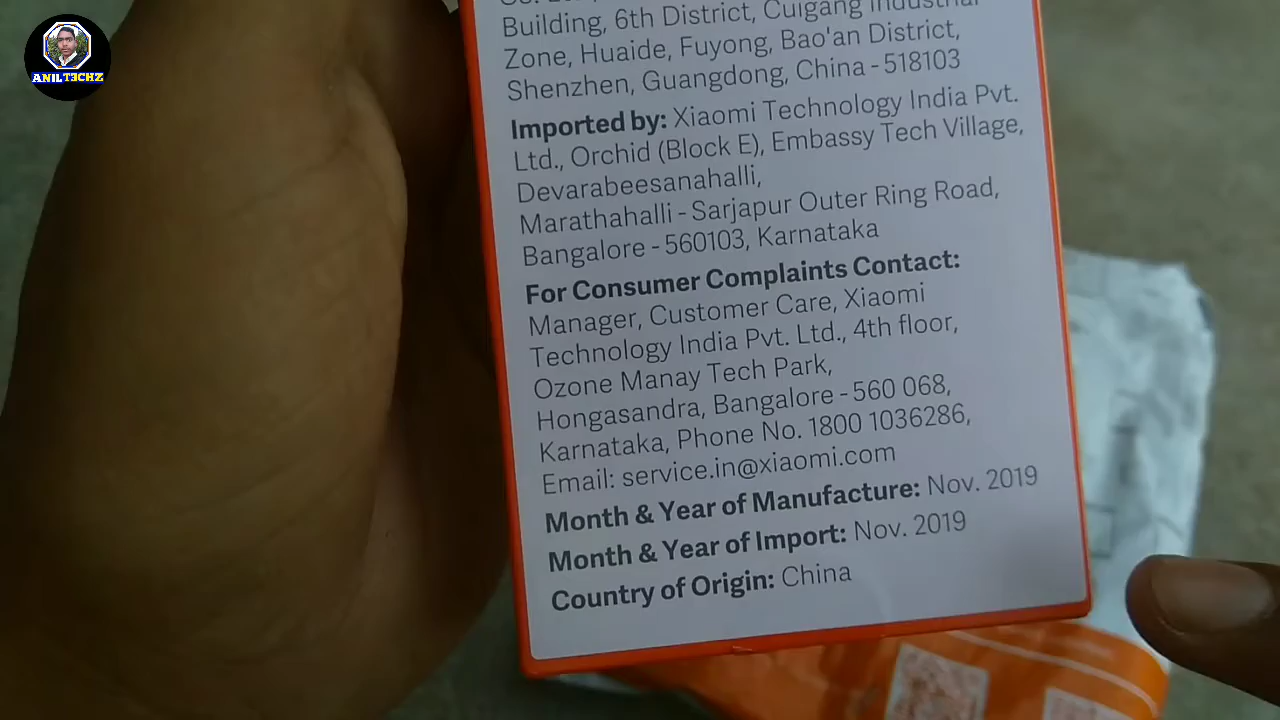 ANIL TECHZ
Building, 6th District, Cuigang Industrial
Zone, Huaide, Fuyong, Bao'an District,
Shenzhen, Guangdong, China - 518103
Imported by: Xiaomi Technology India Pvt.
Ltd., Orchid (Block E), Embassy Tech Village,
Devarabeesanahalli,
Marathahalli - Sarjapur Outer Ring Road,
Bangalore - 560103, Karnataka
For Consumer Complaints Contact:
Manager, Customer Care, Xiaomi
Technology India Pvt. Ltd., 4th floor,
Ozone Manay Tech Park,
Hongasandra, Bangalore - 560 068,
Karnataka, Phone No. 1800 1036286,
Email: service.in@xiaomi.com
Month & Year of Manufacture: Nov. 2019
Month & Year of Import: Nov. 2019
Country of Origin: China